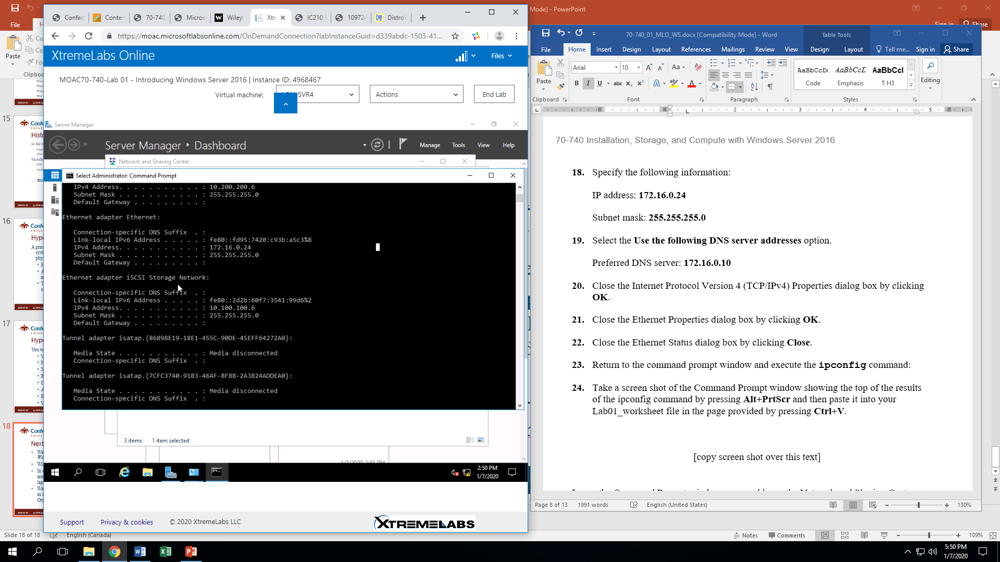 Mode] - PowerPoint
File
Sign in
Share
Paste
Clipboa
15
16
17
18
Slide 18 of 18
English (Canada)
Notes
Comments
109%
Confed
Conten
70-740
Micros
Wiley:
Xtr
IC210
109724
DistroW
https://moac.microsoftlabsonline.com/OnDemandConnection?labInstanceGuid=d339abdc-1503-41...
XtremeLabs Online
Files
MOAC70-740-Lab 01 - Introducing Windows Server 2016 | Instance ID: 4968467
Virtual machine:
SVR4
Actions
End Lab
Server Manager
Server Manager
Dashboard
Manage
Tools
View
Help
Network and Sharing Center
Select Administrator: Command Prompt
IPv4 Address. . . . . . . . . . . : 10.200.200.6
Subnet Mask . . . . . . . . . . . : 255.255.255.0
Default Gateway . . . . . . . . . :
Ethernet adapter Ethernet:
Connection-specific DNS Suffix  . :
Link-local IPv6 Address . . . . . : fe80::fd95:7420:c93b:a5c3%8
IPv4 Address. . . . . . . . . . . : 172.16.0.24
Subnet Mask . . . . . . . . . . . : 255.255.255.0
Default Gateway . . . . . . . . . :
Ethernet adapter iSCSI Storage Network:
Connection-specific DNS Suffix  . :
Link-local IPv6 Address . . . . . : fe80::2d2b:60f7:3541:99d6%2
IPv4 Address. . . . . . . . . . . : 10.100.100.6
Subnet Mask . . . . . . . . . . . : 255.255.255.0
Default Gateway . . . . . . . . . :
Tunnel adapter isatap.{86898E19-18E1-455C-90DE-45EFF64272A0}:
Media State . . . . . . . . . . . : Media disconnected
Connection-specific DNS Suffix  . :
Tunnel adapter isatap.{7CFC3740-9183-46AF-8F8B-2A3B24ADDEA0}:
Media State . . . . . . . . . . . : Media disconnected
Connection-specific DNS Suffix  . :
3 items
1 item selected
1/7/2020 2:43 PM
2:50 PM
1/7/2020
Support
Privacy & cookies
© 2020 XtremeLabs LLC
XTREMELABS
70-740_01_MLO_WS.docx [Compatibility Mode] - Word
Table Tools
File
Home
Insert
Design
Layout
References
Mailings
Review
View
Design
Layout
Tell me...
Sign in
Share
Paste
Arial
10
AaBbCcDc
AaBbCcL
AaBbCcl
Code
Emphasis
¶ H3
Editing
Clipboard
Font
Paragraph
Styles
2
3
4
5
70-740 Installation, Storage, and Compute with Windows Server 2016
18. Specify the following information:
IP address: 172.16.0.24
Subnet mask: 255.255.255.0
19. Select the Use the following DNS server addresses option.
Preferred DNS server: 172.16.0.10
20. Close the Internet Protocol Version 4 (TCP/IPv4) Properties dialog box by clicking
OK.
21. Close the Ethernet Properties dialog box by clicking OK.
22. Close the Ethernet Status dialog box by clicking Close.
23. Return to the command prompt window and execute the ipconfig command:
24. Take a screen shot of the Command Prompt window showing the top of the results
of the ipconfig command by pressing Alt+PrtScr and then paste it into your
Lab01_worksheet file in the page provided by pressing Ctrl+V.
[copy screen shot over this text]
Page 8 of 13
1991 words
English (United States)
130%
5:50 PM
1/7/2020